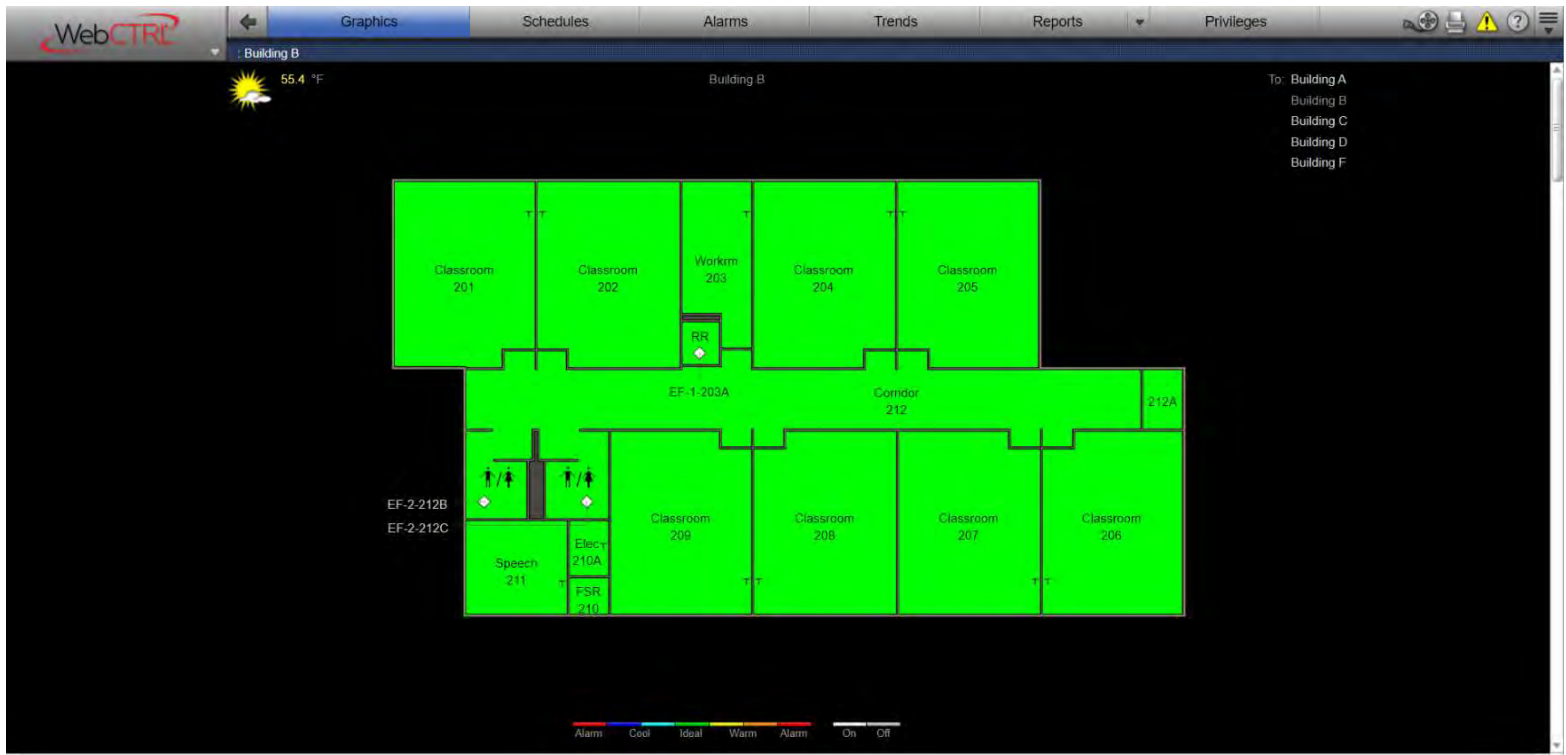 WebCTRL®
Graphics
Schedules
Alarms
Trends
Reports
Privileges
?
: Building B
55.4 °F
Building B
To: Building A
Building B
Building C
Building D
Building F
Classroom
201
Classroom
202
Workrm
203
Classroom
204
Classroom
205
RR
EF-1-203A
Corridor
212
212A
EF-2-212B
EF-2-212C
Classroom
209
Classroom
208
Classroom
207
Classroom
206
Speech
211
Elec
210A
FSR
210
Alarm Cool Ideal Warm Alarm On Off